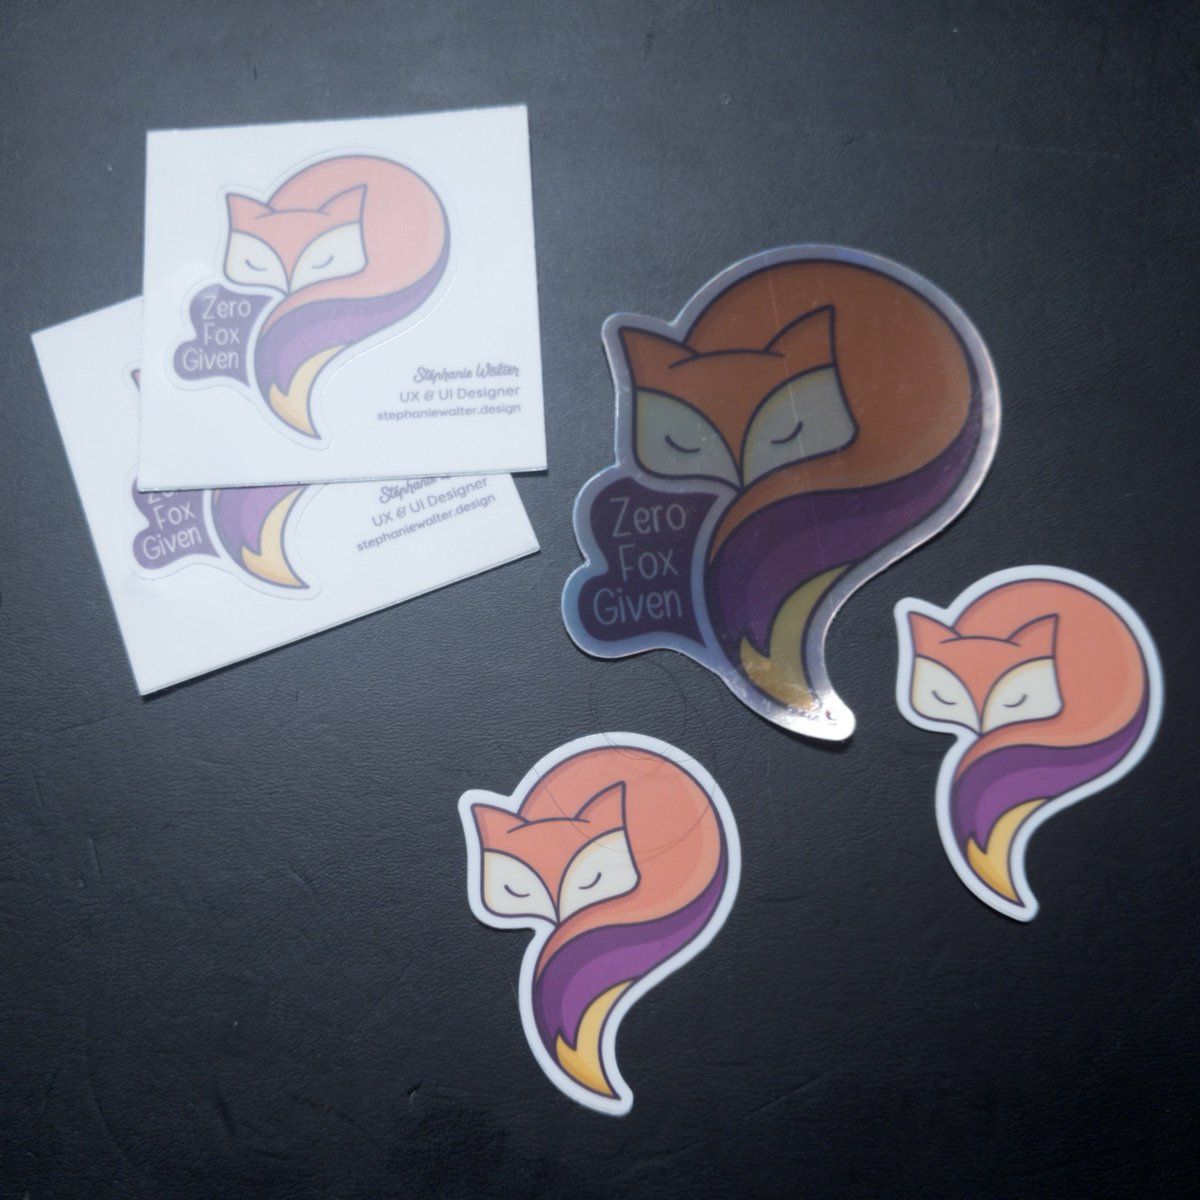 Zero
Fox
Given
Stéphanie Walter
UX & UI Designer
stephaniewalter.design
Fox
Given
Stéphanie
UX & UI Designer
stephaniewalter.design
Zero
Fox
Given